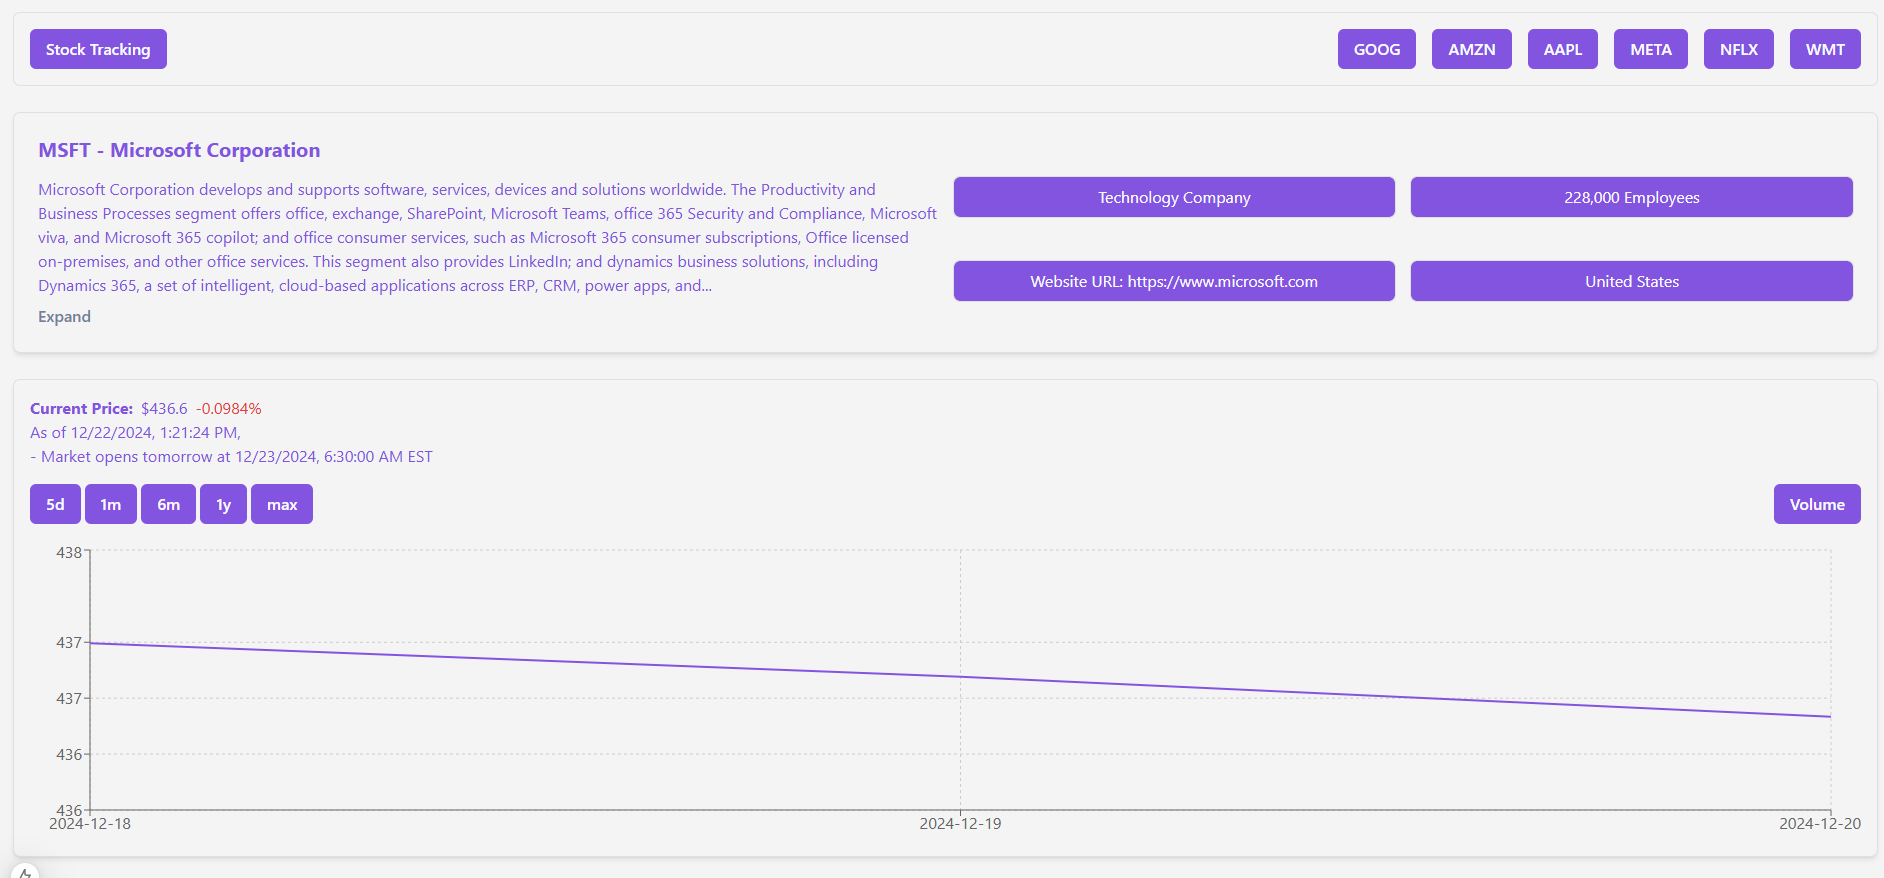 Stock Tracking
GOOG
AMZN
AAPL
META
NFLX
WMT
MSFT - Microsoft Corporation
Microsoft Corporation develops and supports software, services, devices and solutions worldwide. The Productivity and
Business Processes segment offers office, exchange, SharePoint, Microsoft Teams, office 365 Security and Compliance, Microsoft
viva, and Microsoft 365 copilot; and office consumer services, such as Microsoft 365 consumer subscriptions, Office licensed
on-premises, and other office services. This segment also provides LinkedIn; and dynamics business solutions, including
Dynamics 365, a set of intelligent, cloud-based applications across ERP, CRM, power apps, and...
Expand
Technology Company
228,000 Employees
Website URL: https://www.microsoft.com
United States
Current Price: $436.6 -0.0984%
As of 12/22/2024, 1:21:24 PM,
- Market opens tomorrow at 12/23/2024, 6:30:00 AM EST
5d
1m
6m
1y
max
Volume
438
437
437
436
436
2024-12-18
2024-12-19
2024-12-20